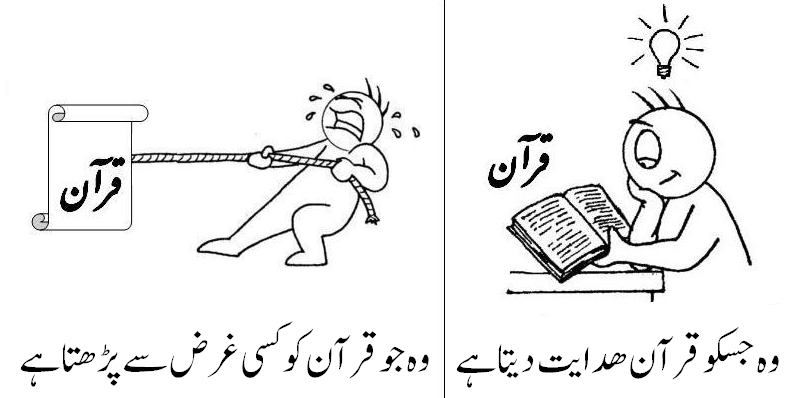 قرآن
وہ جسکو قرآن ھدایت دیتا ہے
قرآن
وہ جو قرآن کو کسی غرض سے پڑھتا ہے